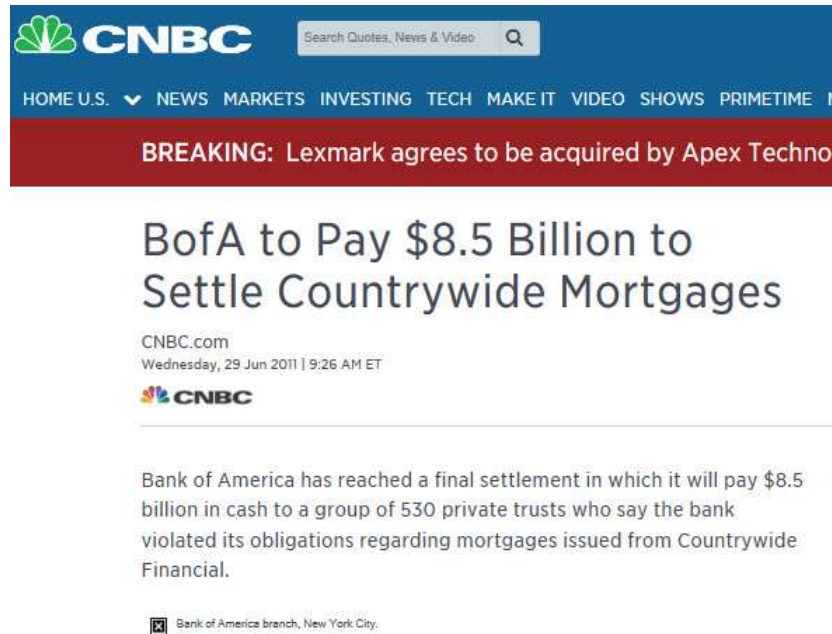 CNBC
Search Quotes, News & Video
HOME U.S. NEWS MARKETS INVESTING TECH MAKE IT VIDEO SHOWS PRIMETIME
BREAKING: Lexmark agrees to be acquired by Apex Techno
BofA to Pay $8.5 Billion to
Settle Countrywide Mortgages
CNBC.com
Wednesday, 29 Jun 2011 | 9:26 AM ET
CNBC
Bank of America has reached a final settlement in which it will pay $8.5
billion in cash to a group of 530 private trusts who say the bank
violated its obligations regarding mortgages issued from Countrywide
Financial.
Bank of America branch, New York City.